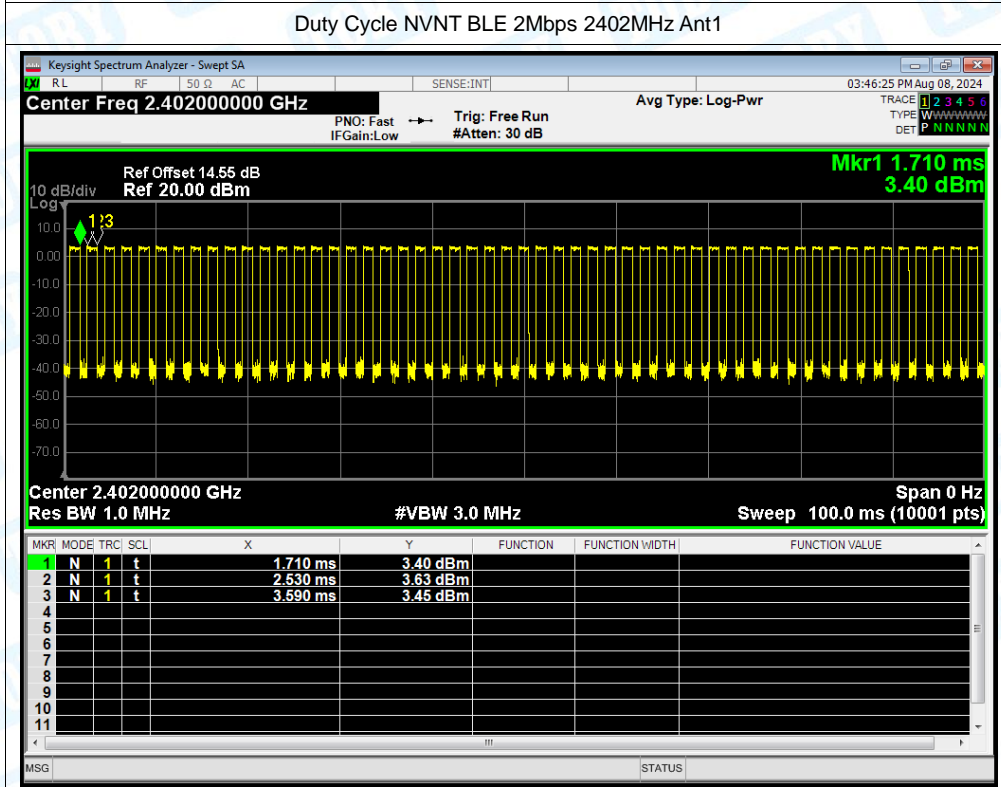 Duty Cycle NVNT BLE 2Mbps 2402MHz Ant1
Keysight Spectrum Analyzer - Swept SA
LXI RL RF 50 Ω AC SENSE:INT 03:46:25 PM Aug 08, 2024
Center Freq 2.402000000 GHz
PNO: Fast
IFGain:Low
Trig: Free Run
#Atten: 30 dB
Avg Type: Log-Pwr
TRACE 1 2 3 4 5 6
TYPE WWWWWW
DET P N N N N N
Mkr1 1.710 ms
3.40 dBm
Ref Offset 14.55 dB
10 dB/div Ref 20.00 dBm
Log
1 2 3
10.0
0.00
-10.0
-20.0
-30.0
-40.0
-50.0
-60.0
-70.0
Center 2.402000000 GHz Span 0 Hz
Res BW 1.0 MHz #VBW 3.0 MHz Sweep 100.0 ms (10001 pts)
MKR MODE TRC SCL X Y FUNCTION FUNCTION WIDTH FUNCTION VALUE
1 N 1 t 1.710 ms 3.40 dBm
2 N 1 t 2.530 ms 3.63 dBm
3 N 1 t 3.590 ms 3.45 dBm
4
5
6
7
8
9
10
11
MSG STATUS